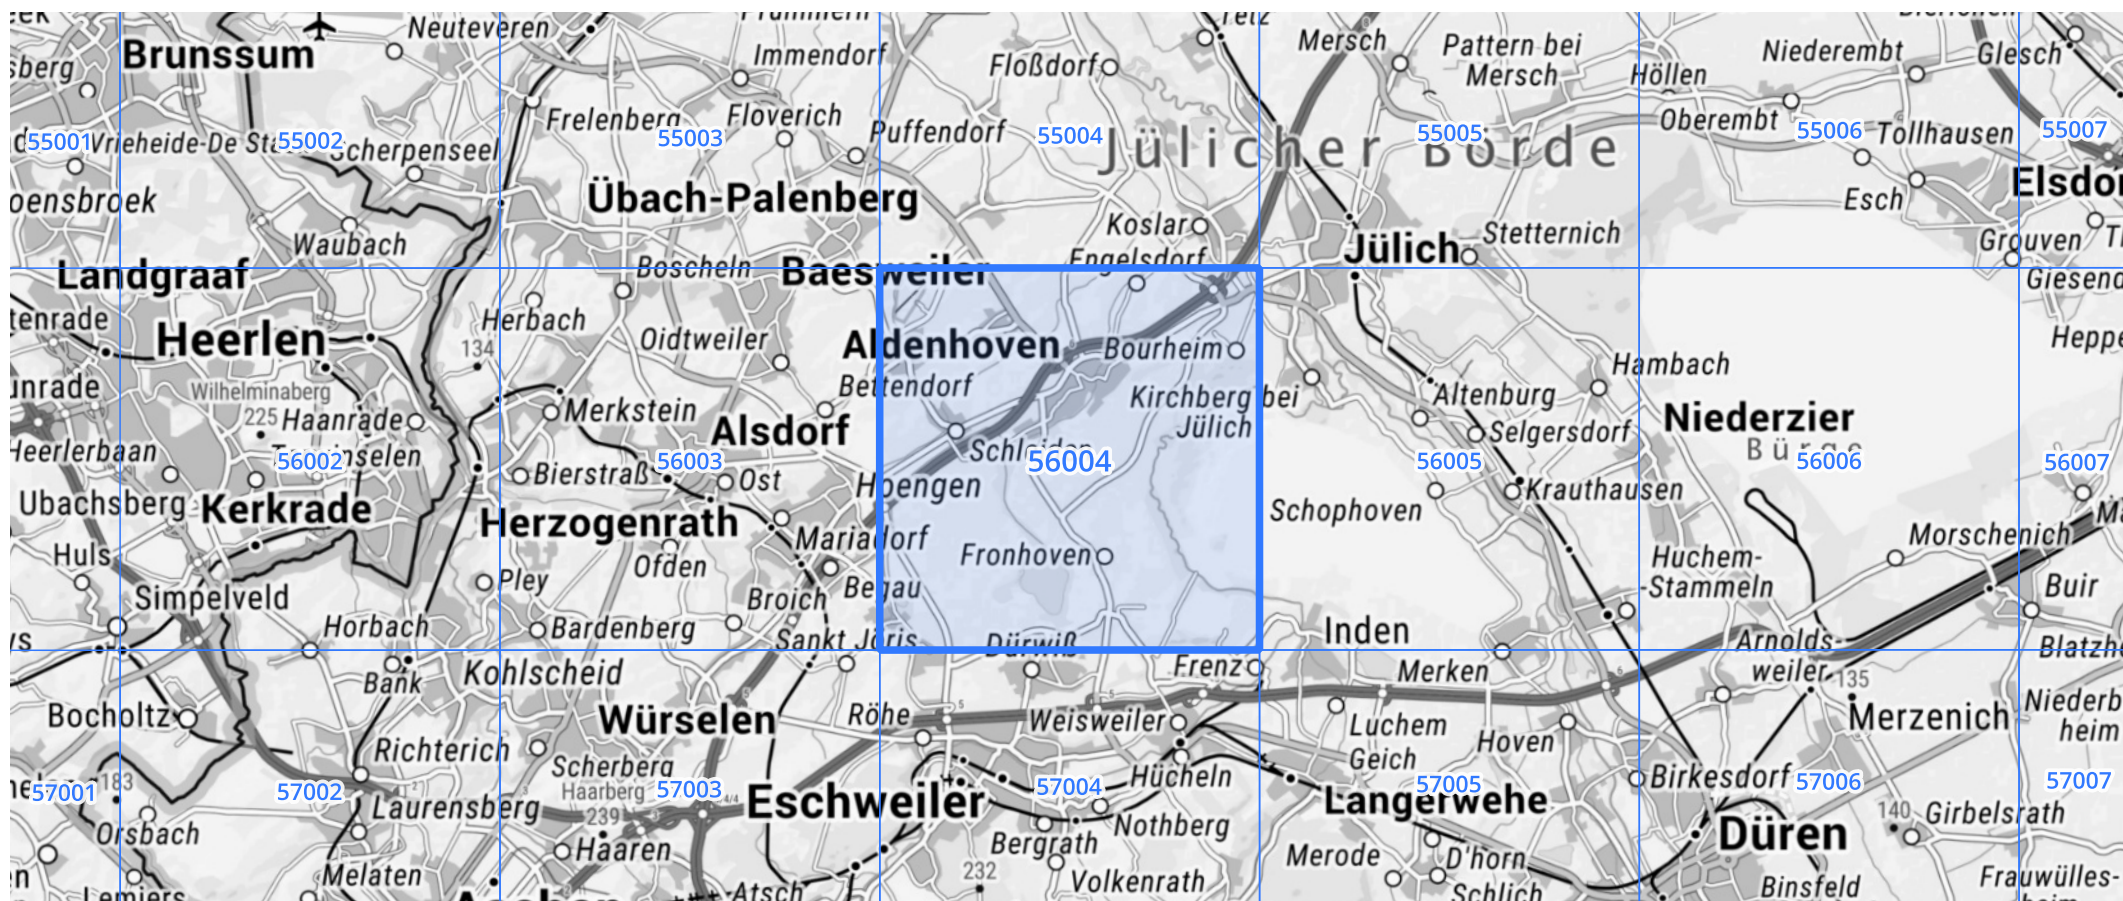 Neuteveren
Brunssum
Immendorf
Floßdorf
Mersch
Pattern bei
Mersch
Niederembt
Glesch
Höllen
Frelenberg
Floverich
Puffendorf
Oberembt
Tollhausen
55001
Vrieheide-De
55002
Scherpenseel
55003
55004
55005
55006
55007
Jülicher Börde
Übach-Palenberg
Esch
Waubach
Koslar
Jülich
Stetternich
Grouven
Landgraaf
Boscheln
Baesweiler
Engelsdorf
Heerlen
Herbach
134
Oidtweiler
Aldenhoven
Bourheim
Hambach
Wilhelminaberg
225
Haanrade
Merkstein
Bettendorf
Kirchberg bei
Jülich
Altenburg
Niederzier
Alsdorf
Selgersdorf
Heerlerbaan
56002
Bierstraß
56003
Ost
Schleiden
56004
56005
56006
56007
Hoengen
Krauthausen
Ubachsberg
Kerkrade
Herzogenrath
Schophoven
Mariadorf
Morschenich
Huls
Pley
Ofden
Fronhoven
Huchem-
-Stammeln
Begau
Buir
Simpelveld
Broich
Horbach
Bardenberg
Sankt Jöris
Dürwiß
Inden
Arnolds-
weiler
135
Bank
Kohlscheid
Frenz
Merken
Bocholtz
Würselen
Röhe
5
5
5
6
Weisweiler
Luchem
Merzenich
Richterich
Scherberg
Geich
Hoven
183
Haarberg
239
Hücheln
Birkesdorf
57001
57002
57003
57004
57005
57006
57007
Laurensberg
Eschweiler
Langerwehe
140
Girbelsrath
Orsbach
Haaren
Nothberg
Düren
Bergrath
Merode
D'horn
Melaten
232
Volkenrath
Schlich
Binsfeld
Frauwülles-
Lemiers
Atsch